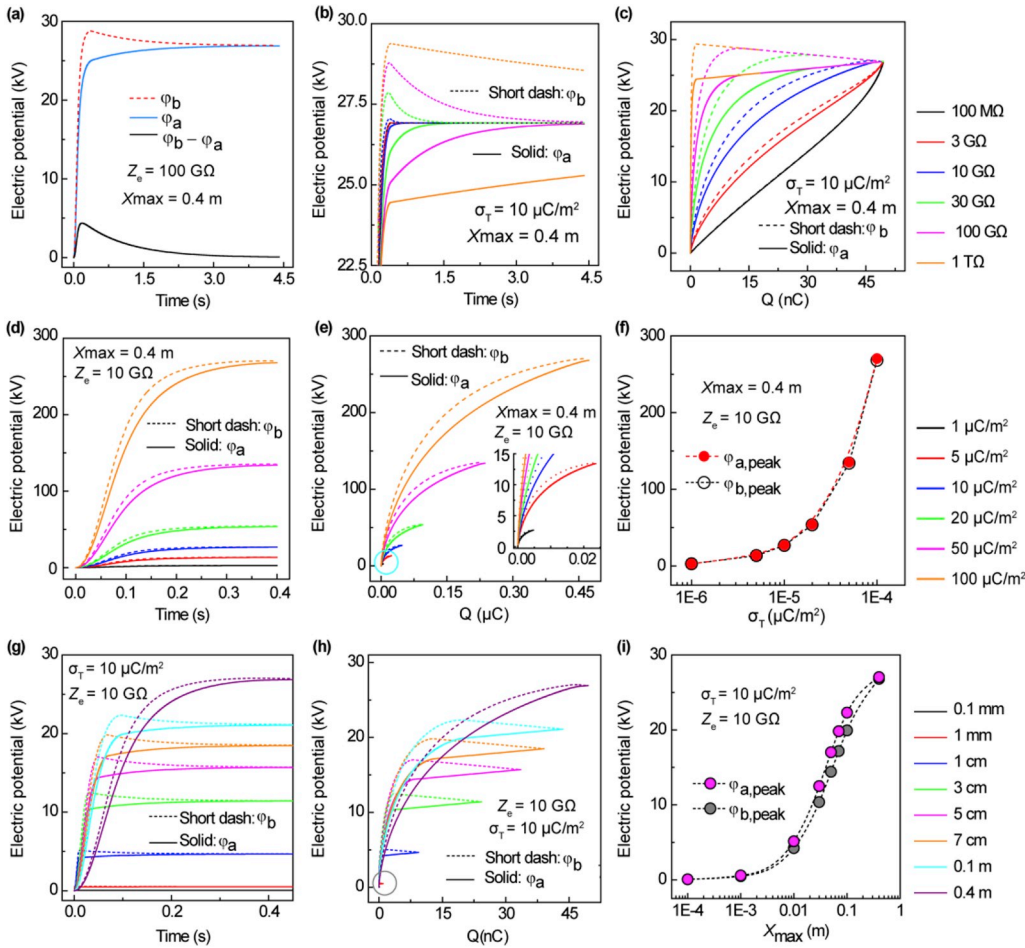 (a)
30
20
10
0
Electric potential (kV)
φb
φa
φb − φa
Ze = 100 GΩ
Xmax = 0.4 m
0.0 1.5 3.0 4.5
Time (s)
(b)
30.0
28.5
27.0
25.5
24.0
22.5
Electric potential (kV)
Short dash: φb
Solid: φa
σT = 10 µC/m²
Xmax = 0.4 m
0.0 1.5 3.0 4.5
Time (s)
(c)
30
20
10
0
Electric potential (kV)
σT = 10 µC/m²
Xmax = 0.4 m
Short dash: φb
Solid: φa
0 15 30 45
Q (nC)
100 MΩ
3 GΩ
10 GΩ
30 GΩ
100 GΩ
1 TΩ
(d)
300
250
200
150
100
50
0
Electric potential (kV)
Xmax = 0.4 m
Ze = 10 GΩ
Short dash: φb
Solid: φa
0.0 0.1 0.2 0.3 0.4
Time (s)
(e)
300
200
100
0
Electric potential (kV)
Short dash: φb
Solid: φa
Xmax = 0.4 m
Ze = 10 GΩ
15
10
5
0
0.00 0.02
0.00 0.15 0.30 0.45
Q (µC)
(f)
300
200
100
0
Electric potential (kV)
Xmax = 0.4 m
Ze = 10 GΩ
φa,peak
φb,peak
1E-6 1E-5 1E-4
σT (µC/m²)
1 µC/m²
5 µC/m²
10 µC/m²
20 µC/m²
50 µC/m²
100 µC/m²
(g)
30
20
10
0
Electric potential (kV)
σT = 10 µC/m²
Ze = 10 GΩ
Short dash: φb
Solid: φa
0.0 0.2 0.4
Time (s)
(h)
30
20
10
0
Electric potential (kV)
Ze = 10 GΩ
σT = 10 µC/m²
Short dash: φb
Solid: φa
0 15 30 45 60
Q(nC)
(i)
30
20
10
0
Electric potential (kV)
σT = 10 µC/m²
Ze = 10 GΩ
φa,peak
φb,peak
1E-4 1E-3 0.01 0.1 1
Xmax (m)
0.1 mm
1 mm
1 cm
3 cm
5 cm
7 cm
0.1 m
0.4 m